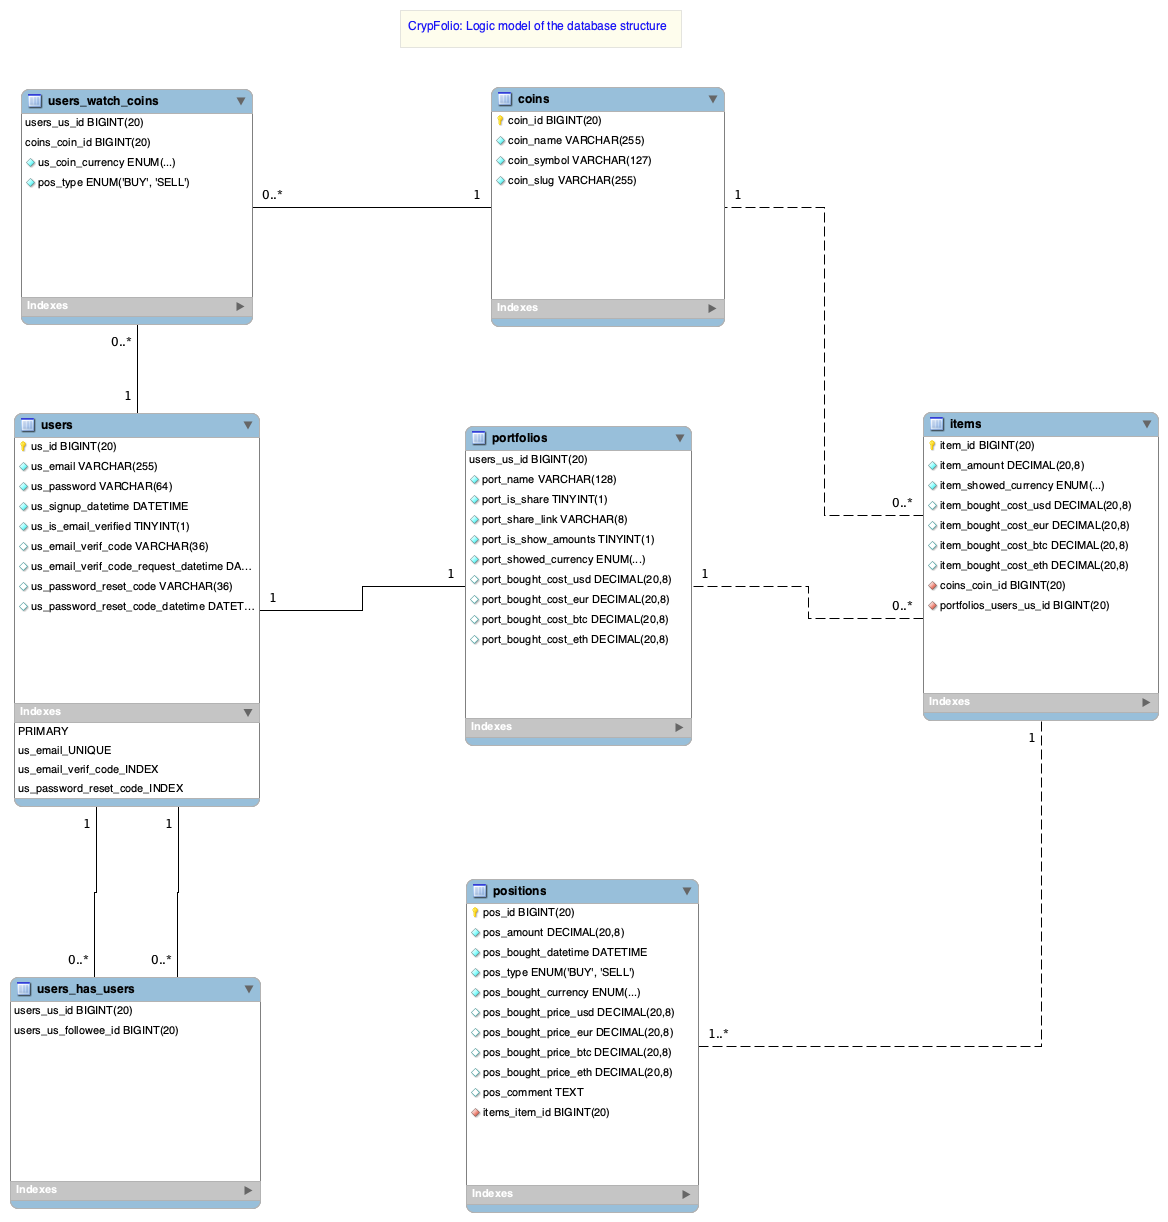 CrypFolio: Logic model of the database structure
users_watch_coins
users_us_id BIGINT(20)
coins_coin_id BIGINT(20)
us_coin_currency ENUM(...)
pos_type ENUM('BUY', 'SELL')
Indexes
0..*
1
coins
coin_id BIGINT(20)
coin_name VARCHAR(255)
coin_symbol VARCHAR(127)
coin_slug VARCHAR(255)
Indexes
1
0..*
0..*
1
users
us_id BIGINT(20)
us_email VARCHAR(255)
us_password VARCHAR(64)
us_signup_datetime DATETIME
us_is_email_verified TINYINT(1)
us_email_verif_code VARCHAR(36)
us_email_verif_code_request_datetime DA...
us_password_reset_code VARCHAR(36)
us_password_reset_code_datetime DATET...
Indexes
PRIMARY
us_email_UNIQUE
us_email_verif_code_INDEX
us_password_reset_code_INDEX
1
1
portfolios
users_us_id BIGINT(20)
port_name VARCHAR(128)
port_is_share TINYINT(1)
port_share_link VARCHAR(8)
port_is_show_amounts TINYINT(1)
port_showed_currency ENUM(...)
port_bought_cost_usd DECIMAL(20,8)
port_bought_cost_eur DECIMAL(20,8)
port_bought_cost_btc DECIMAL(20,8)
port_bought_cost_eth DECIMAL(20,8)
Indexes
1
0..*
items
item_id BIGINT(20)
item_amount DECIMAL(20,8)
item_showed_currency ENUM(...)
item_bought_cost_usd DECIMAL(20,8)
item_bought_cost_eur DECIMAL(20,8)
item_bought_cost_btc DECIMAL(20,8)
item_bought_cost_eth DECIMAL(20,8)
coins_coin_id BIGINT(20)
portfolios_users_us_id BIGINT(20)
Indexes
1
1..*
1
1
0..*
0..*
users_has_users
users_us_id BIGINT(20)
users_us_followee_id BIGINT(20)
Indexes
positions
pos_id BIGINT(20)
pos_amount DECIMAL(20,8)
pos_bought_datetime DATETIME
pos_type ENUM('BUY', 'SELL')
pos_bought_currency ENUM(...)
pos_bought_price_usd DECIMAL(20,8)
pos_bought_price_eur DECIMAL(20,8)
pos_bought_price_btc DECIMAL(20,8)
pos_bought_price_eth DECIMAL(20,8)
pos_comment TEXT
items_item_id BIGINT(20)
Indexes